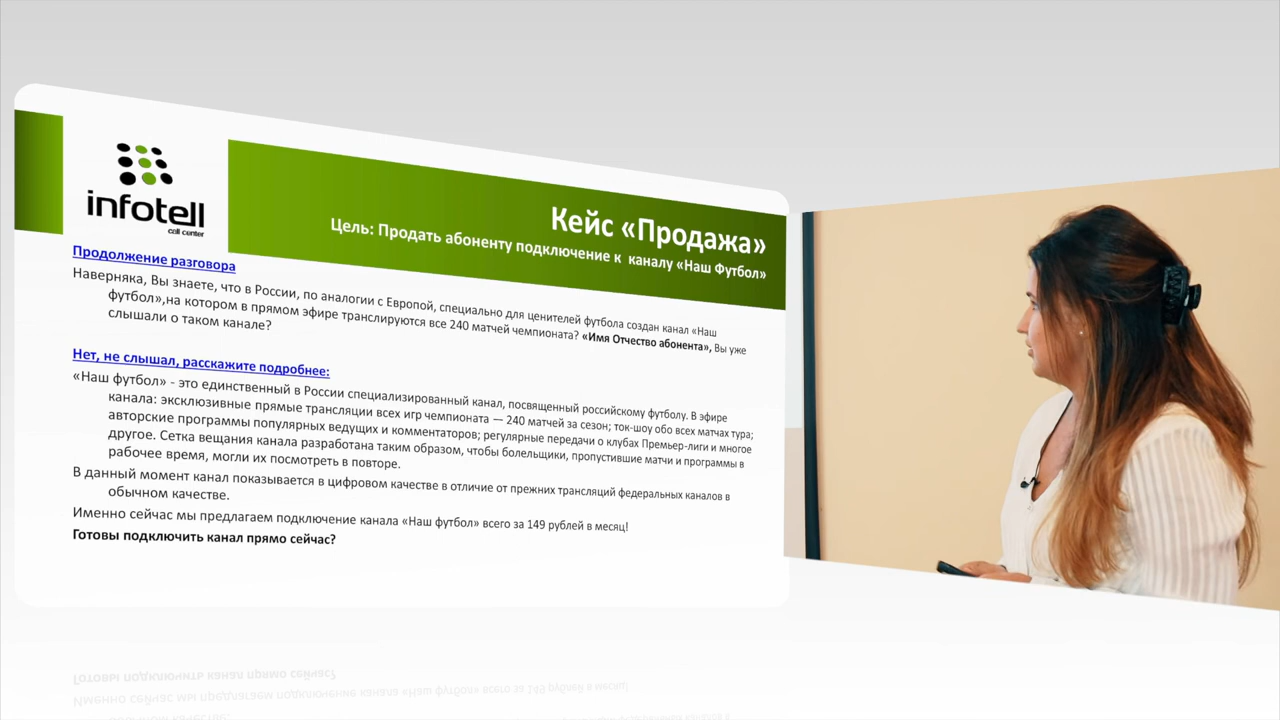 infotell
call center
Кейс «Продажа»
Цель: Продать абоненту подключение к каналу «Наш Футбол»
Продолжение разговора
Наверняка, Вы знаете, что в России, по аналогии с Европой, специально для ценителей футбола создан канал «Наш
футбол»,на котором в прямом эфире транслируются все 240 матчей чемпионата? «Имя Отчество абонента», Вы уже
слышали о таком канале?
Нет, не слышал, расскажите подробнее:
«Наш футбол» - это единственный в России специализированный канал, посвященный российскому футболу. В эфире
канала: эксклюзивные прямые трансляции всех игр чемпионата — 240 матчей за сезон; ток-шоу обо всех матчах тура;
авторские программы популярных ведущих и комментаторов; регулярные передачи о клубах Премьер-лиги и многое
другое. Сетка вещания канала разработана таким образом, чтобы болельщики, пропустившие матчи и программы в
рабочее время, могли их посмотреть в повторе.
В данный момент канал показывается в цифровом качестве в отличие от прежних трансляций федеральных каналов в
обычном качестве.
Именно сейчас мы предлагаем подключение канала «Наш футбол» всего за 149 рублей в месяц!
Готовы подключить канал прямо сейчас?